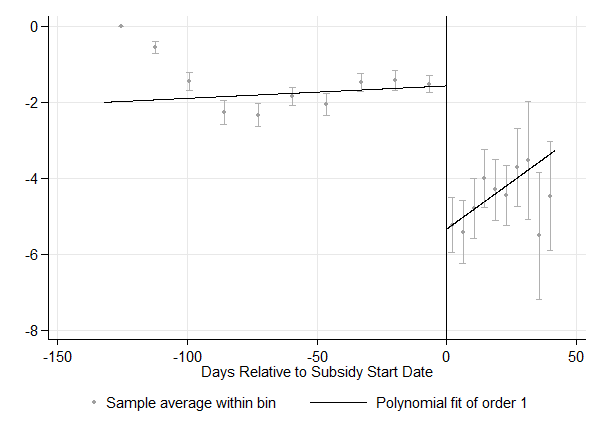 0
-2
-4
-6
-8
-150 -100 -50 0 50
Days Relative to Subsidy Start Date
Sample average within bin Polynomial fit of order 1